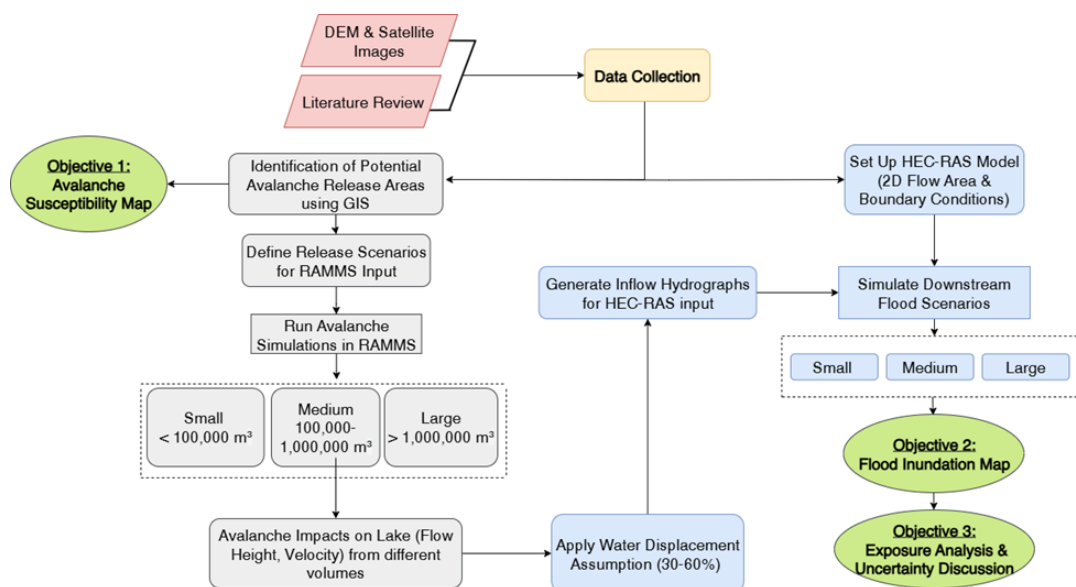 DEM & Satellite
Images
Literature Review
Data Collection
Objective 1:
Avalanche
Susceptibility Map
Identification of Potential
Avalanche Release Areas
using GIS
Set Up HEC-RAS Model
(2D Flow Area &
Boundary Conditions)
Define Release Scenarios
for RAMMS Input
Generate Inflow Hydrographs
for HEC-RAS input
Simulate Downstream
Flood Scenarios
Run Avalanche
Simulations in RAMMS
Small
Medium
Large
Small
< 100,000 m³
Medium
100,000-
1,000,000 m³
Large
> 1,000,000 m³
Objective 2:
Flood Inundation Map
Avalanche Impacts on Lake (Flow
Height, Velocity) from different
volumes
Apply Water Displacement
Assumption (30-60%)
Objective 3:
Exposure Analysis &
Uncertainty Discussion